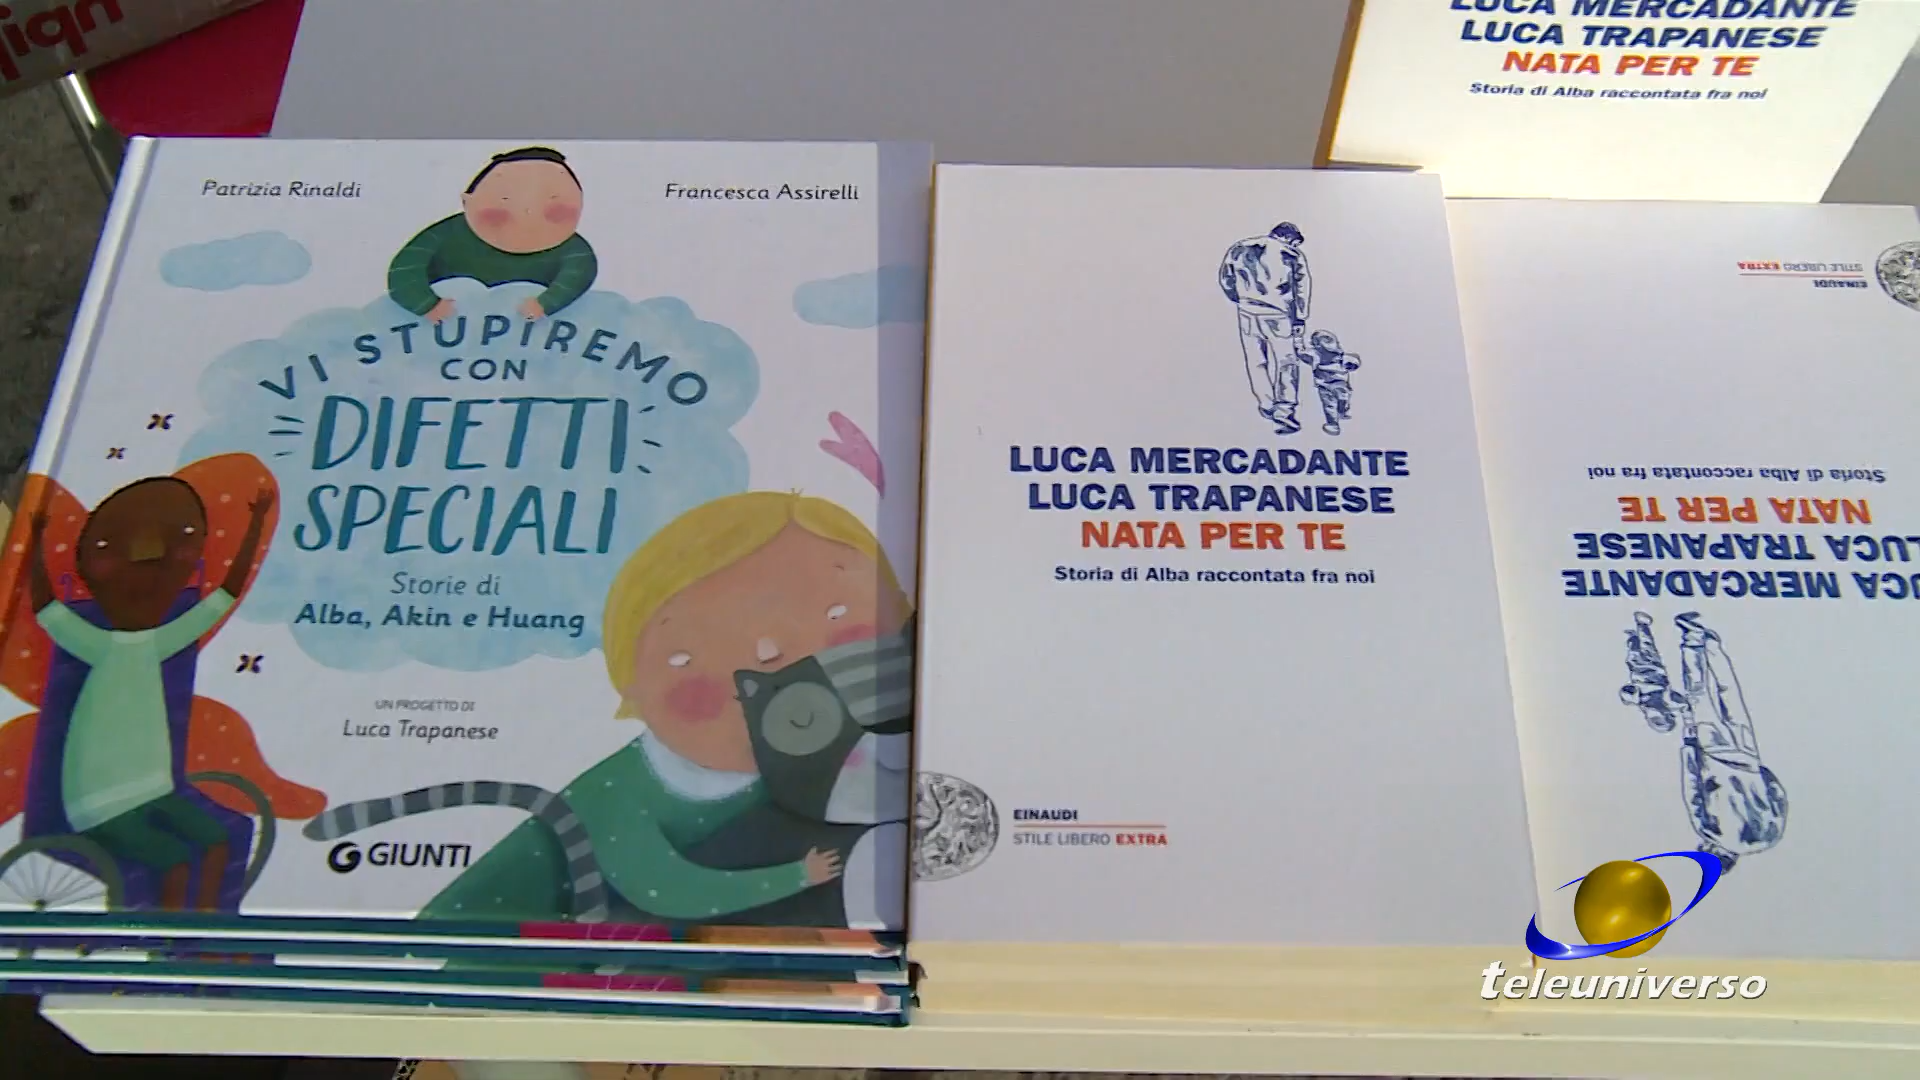 Patrizia Rinaldi
Francesca Assirelli
VI STUPIREMO
CON
DIFETTI
SPECIALI
Storie di
Alba, Akin e Huang
UN PROGETTO DI
Luca Trapanese
GIUNTI
LUCA MERCADANTE
LUCA TRAPANESE
NATA PER TE
Storia di Alba raccontata fra noi
EINAUDI
STILE LIBERO EXTRA
LUCA MERCADANTE
LUCA TRAPANESE
NATA PER TE
Storia di Alba raccontata fra noi
EINAUDI
STILE LIBERO EXTRA
UCA MERCADANTE
LUCA TRAPANESE
NATA PER TE
Storia di Alba raccontata fra noi
teleuniverso